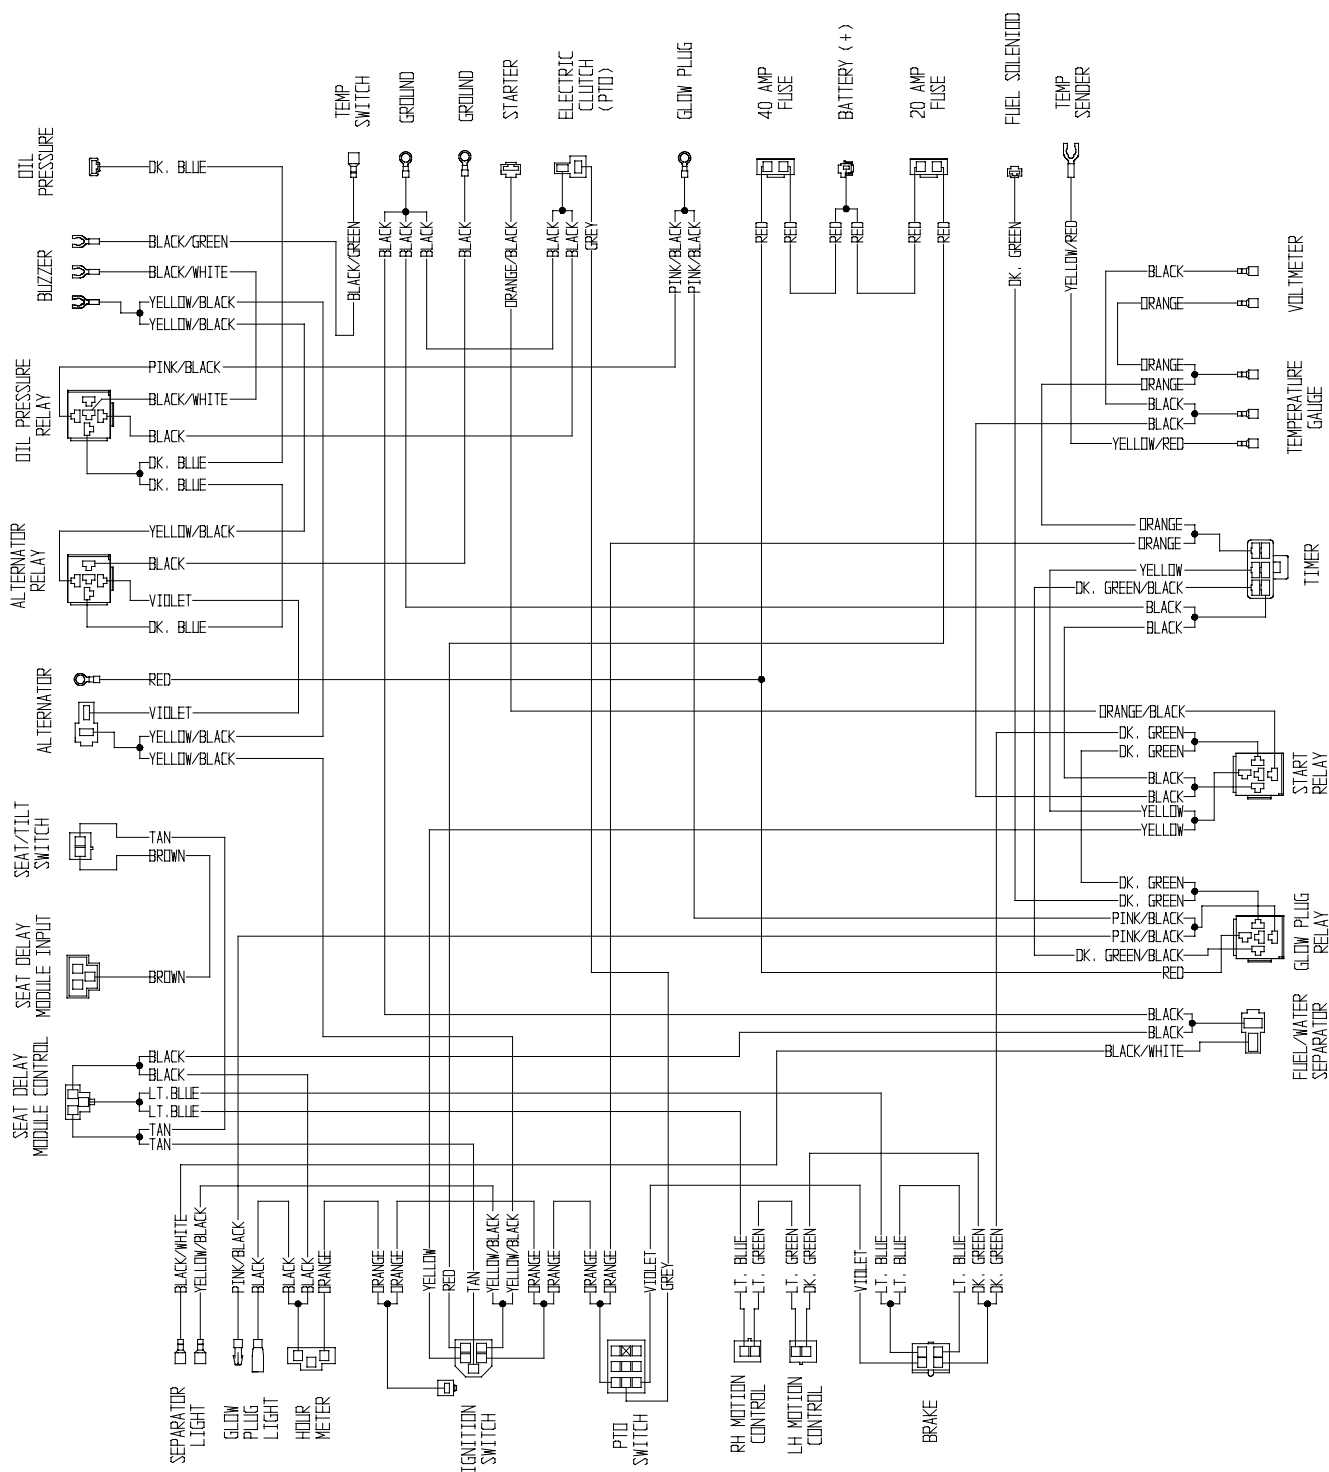 TEMP
SWITCH
GROUND
GROUND
STARTER
ELECTRIC
CLUTCH
(PTO)
GLOW PLUG
40 AMP
FUSE
BATTERY (+)
20 AMP
FUSE
FUEL SOLENIOD
TEMP
SENDER
BLACK/GREEN
BLACK
BLACK
BLACK
BLACK
ORANGE/BLACK
BLACK
BLACK
GREY
PINK/BLACK
PINK/BLACK
RED
RED
RED
RED
RED
RED
DK. GREEN
YELLOW/RED
OIL
PRESSURE
DK. BLUE
BUZZER
BLACK/GREEN
BLACK/WHITE
YELLOW/BLACK
YELLOW/BLACK
OIL PRESSURE
RELAY
PINK/BLACK
BLACK/WHITE
BLACK
DK. BLUE
DK. BLUE
ALTERNATOR
RELAY
YELLOW/BLACK
BLACK
VIOLET
DK. BLUE
ALTERNATOR
RED
VIOLET
YELLOW/BLACK
YELLOW/BLACK
SEAT/TILT
SWITCH
TAN
BROWN
SEAT DELAY
MODULE INPUT
BROWN
SEAT DELAY
MODULE CONTROL
BLACK
BLACK
LT.BLUE
LT.BLUE
TAN
TAN
VOLTMETER
BLACK
ORANGE
TEMPERATURE
GAUGE
ORANGE
ORANGE
BLACK
BLACK
YELLOW/RED
TIMER
ORANGE
ORANGE
YELLOW
DK. GREEN/BLACK
BLACK
BLACK
START
RELAY
ORANGE/BLACK
DK. GREEN
DK. GREEN
BLACK
BLACK
YELLOW
YELLOW
GLOW PLUG
RELAY
DK. GREEN
DK. GREEN
PINK/BLACK
PINK/BLACK
DK. GREEN/BLACK
RED
FUEL/WATER
SEPARATOR
BLACK
BLACK
BLACK/WHITE
BLACK/WHITE
YELLOW/BLACK
PINK/BLACK
BLACK
BLACK
BLACK
ORANGE
ORANGE
ORANGE
YELLOW
RED
TAN
YELLOW/BLACK
YELLOW/BLACK
ORANGE
ORANGE
ORANGE
ORANGE
VIOLET
GREY
LT. BLUE
LT. GREEN
LT. GREEN
DK. GREEN
VIOLET
LT. BLUE
LT. BLUE
LT. BLUE
DK. GREEN
DK. GREEN
SEPARATOR
LIGHT
GLOW
PLUG
LIGHT
HOUR
METER
IGNITION
SWITCH
PTO
SWITCH
RH MOTION
CONTROL
LH MOTION
CONTROL
BRAKE